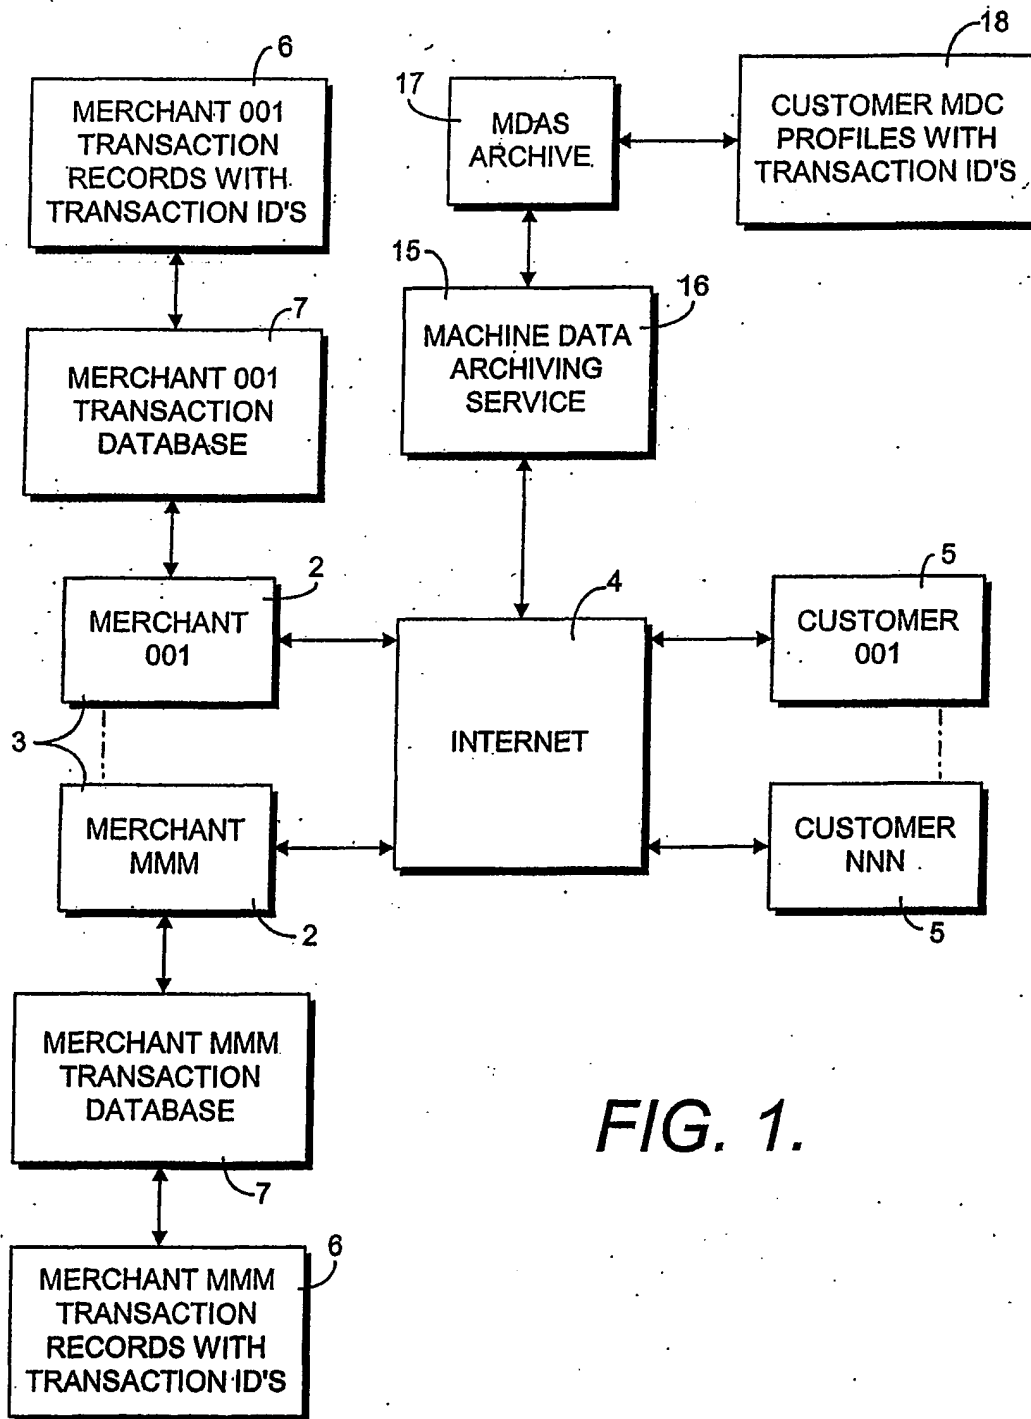 6
MERCHANT 001
TRANSACTION
RECORDS WITH
TRANSACTION ID'S
17
MDAS
ARCHIVE
18
CUSTOMER MDC
PROFILES WITH
TRANSACTION ID'S
7
MERCHANT 001
TRANSACTION
DATABASE
15
16
MACHINE DATA
ARCHIVING
SERVICE
2
MERCHANT
001
4
INTERNET
5
CUSTOMER
001
3
MERCHANT
MMM
2
CUSTOMER
NNN
5
MERCHANT MMM
TRANSACTION
DATABASE
7
6
MERCHANT MMM
TRANSACTION
RECORDS WITH
TRANSACTION ID'S
FIG. 1.